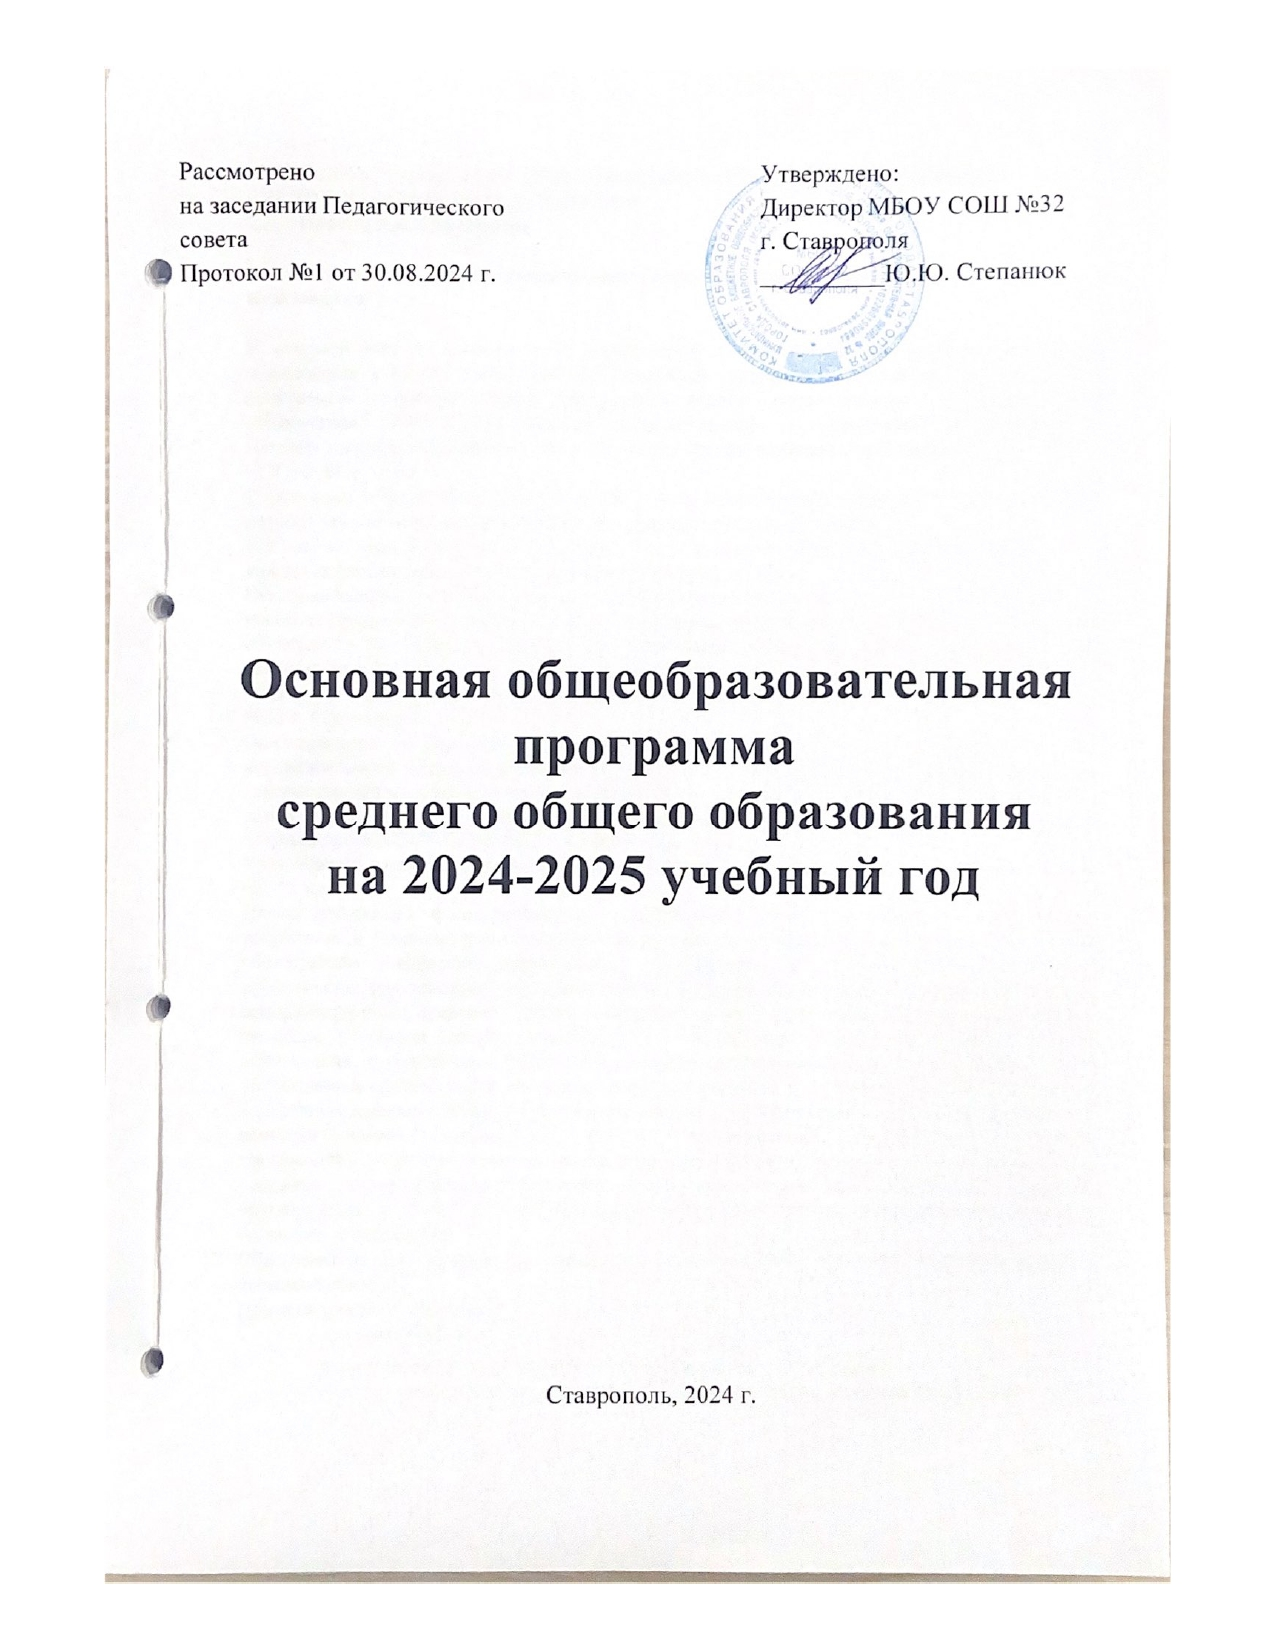 Рассмотрено
на заседании Педагогического
совета
Протокол №1 от 30.08.2024 г.
Утверждено:
Директор МБОУ СОШ №32
г. Ставрополя
__________Ю.Ю. Степанюк
Основная общеобразовательная
программа
среднего общего образования
на 2024-2025 учебный год
Ставрополь, 2024 г.